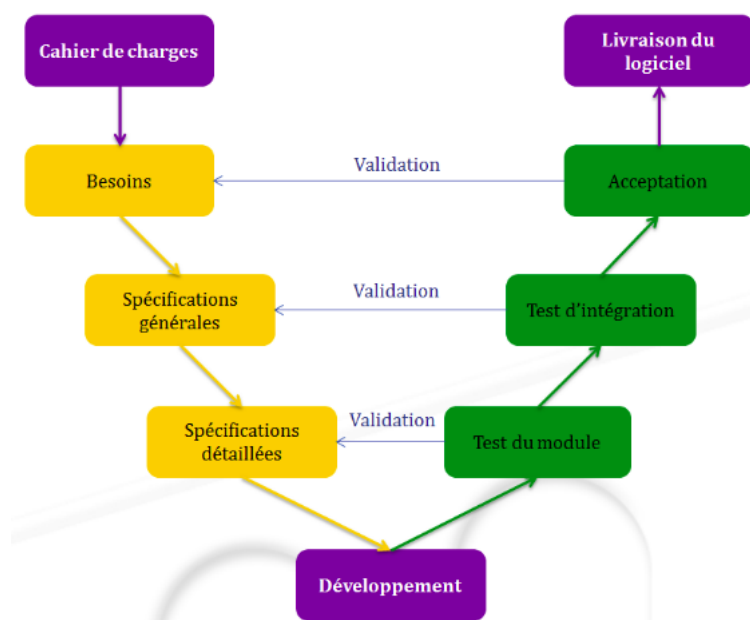 Cahier de charges
Livraison du
logiciel
Besoins
Validation
Acceptation
Spécifications
générales
Validation
Test d'intégration
Spécifications
détaillées
Validation
Test du module
Développement